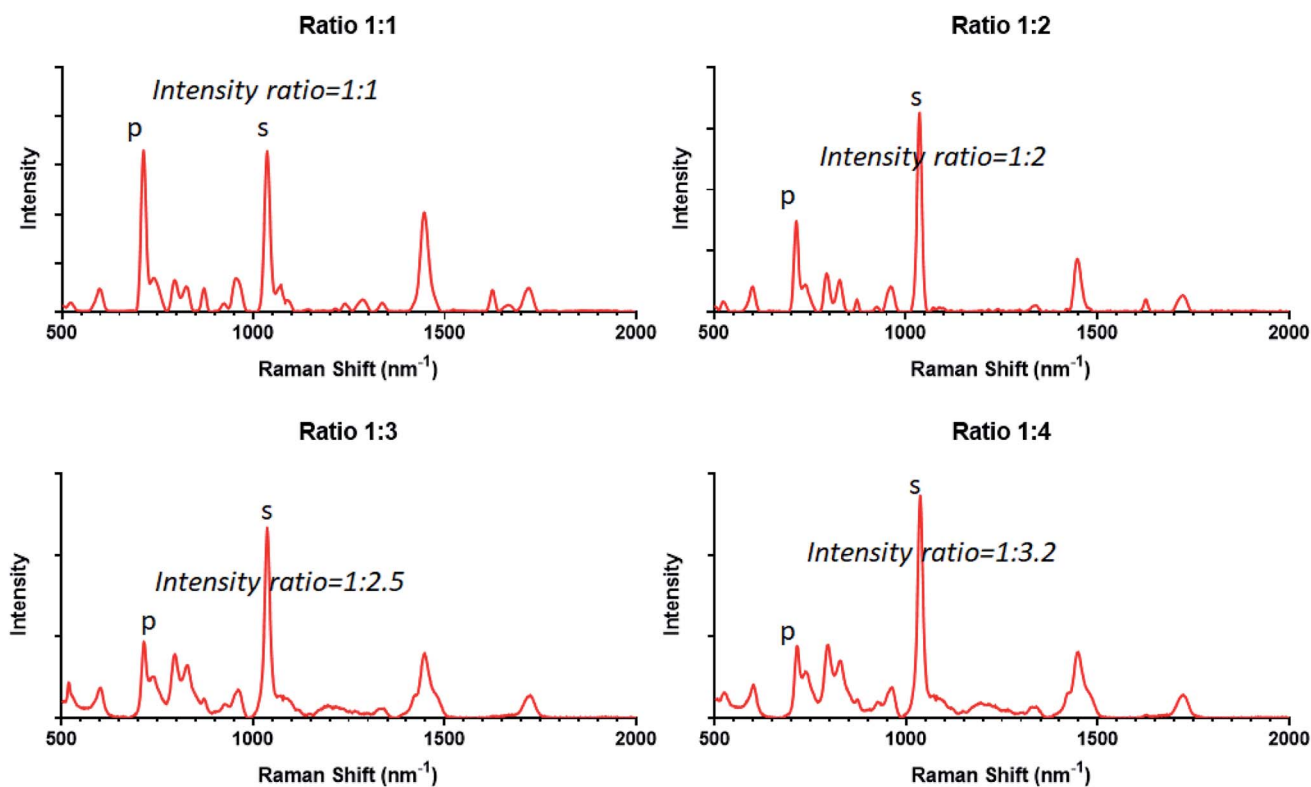 Ratio 1:1
Intensity ratio=1:1
p
s
Intensity
500
1000
1500
2000
Raman Shift (nm⁻¹)
Ratio 1:2
s
Intensity ratio=1:2
p
Intensity
500
1000
1500
2000
Raman Shift (nm⁻¹)
Ratio 1:3
s
Intensity ratio=1:2.5
p
Intensity
500
1000
1500
2000
Raman Shift (nm⁻¹)
Ratio 1:4
s
Intensity ratio=1:3.2
p
Intensity
500
1000
1500
2000
Raman Shift (nm⁻¹)